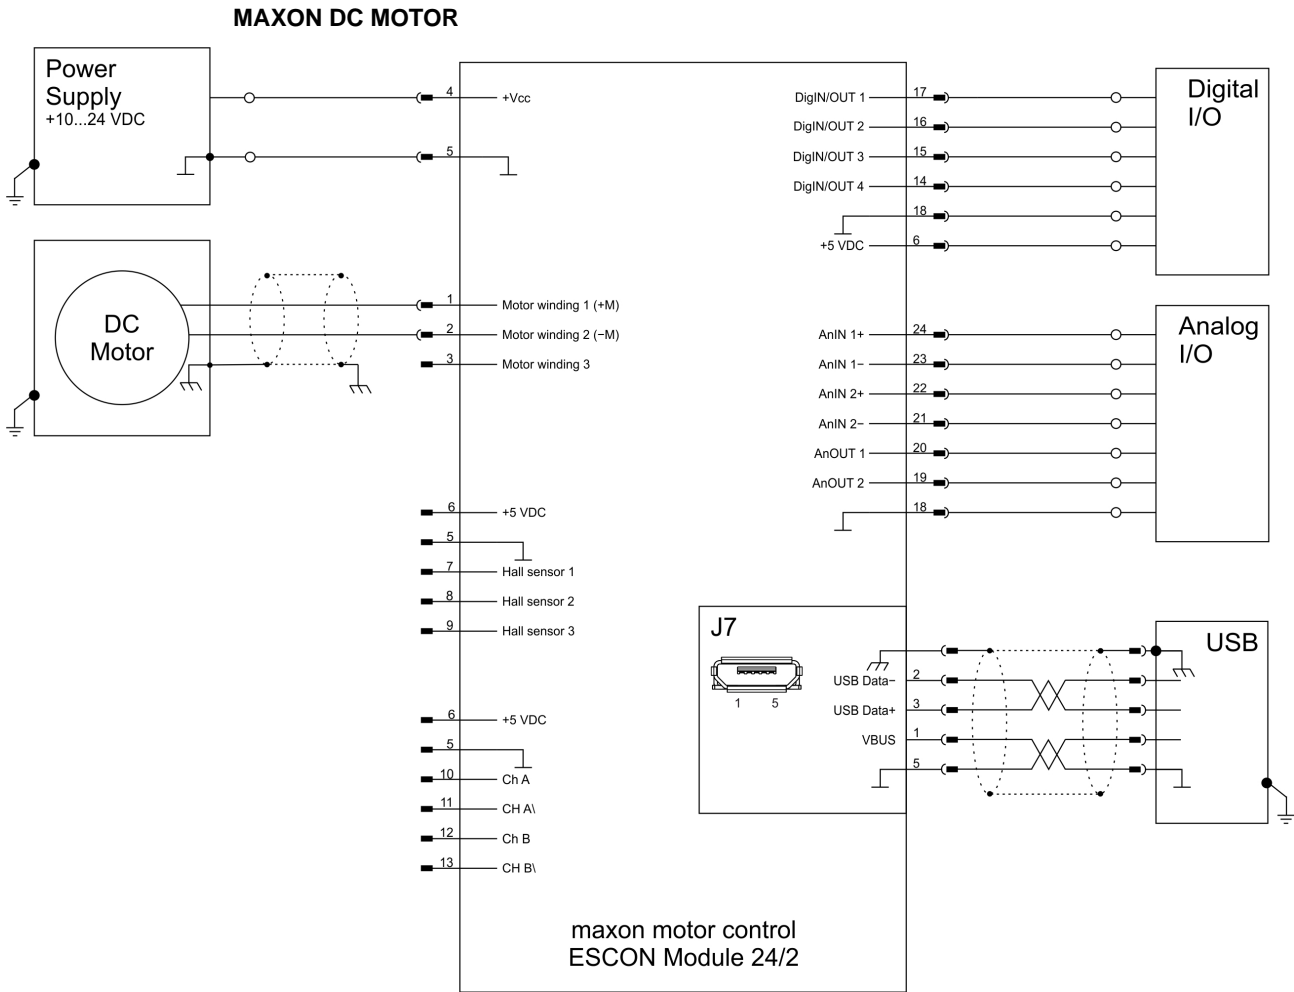 MAXON DC MOTOR
Power
Supply
+10...24 VDC
4
+Vcc
5
DC
Motor
1
Motor winding 1 (+M)
2
Motor winding 2 (−M)
3
Motor winding 3
6
+5 VDC
5
7
Hall sensor 1
8
Hall sensor 2
9
Hall sensor 3
6
+5 VDC
5
10
Ch A
11
CH A\
12
Ch B
13
CH B\
DigIN/OUT 1
17
DigIN/OUT 2
16
DigIN/OUT 3
15
DigIN/OUT 4
14
18
+5 VDC
6
Digital
I/O
AnIN 1+
24
AnIN 1−
23
AnIN 2+
22
AnIN 2−
21
AnOUT 1
20
AnOUT 2
19
18
Analog
I/O
J7
1 5
USB Data−
2
USB Data+
3
VBUS
1
5
USB
maxon motor control
ESCON Module 24/2